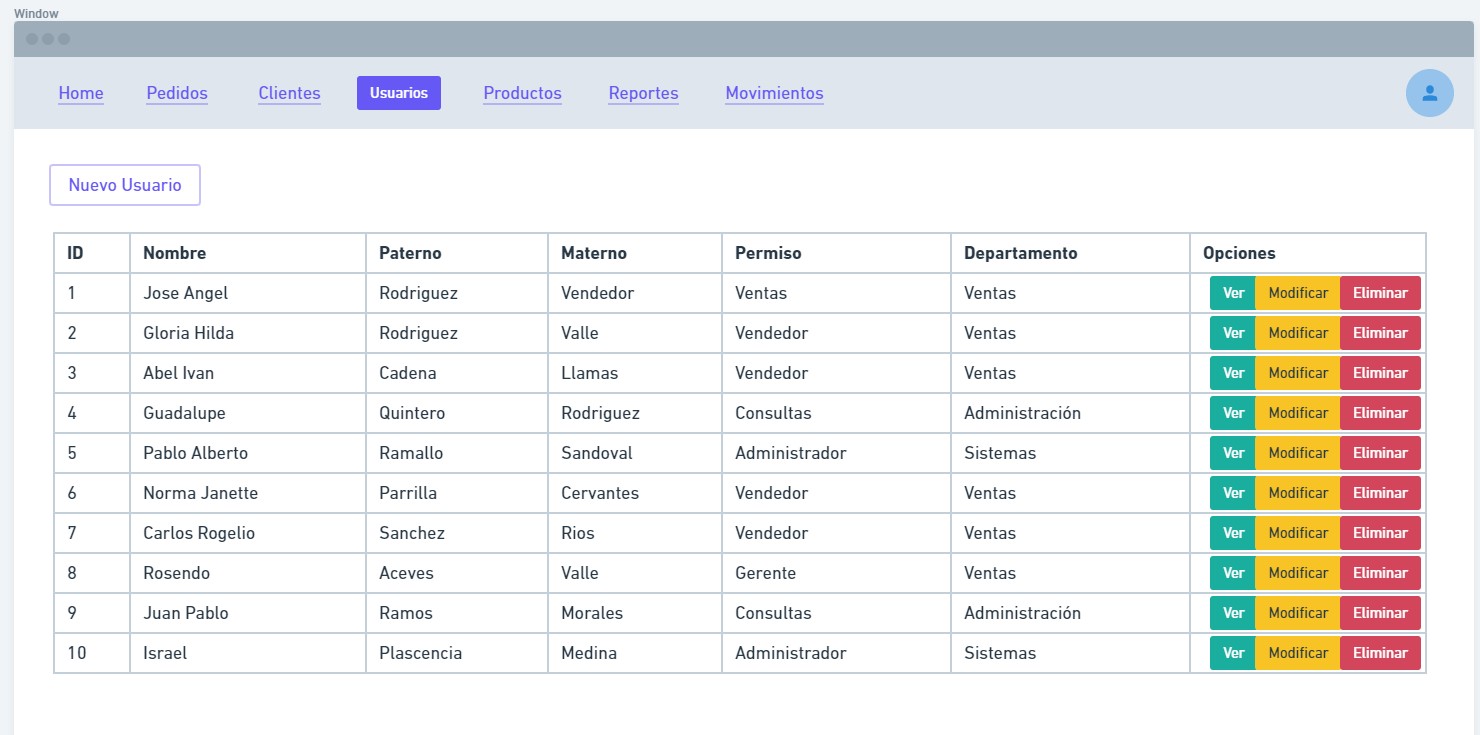 Window
Home Pedidos Clientes Usuarios Productos Reportes Movimientos
Nuevo Usuario
ID Nombre Paterno Materno Permiso Departamento Opciones
1 Jose Angel Rodriguez Vendedor Ventas Ventas Ver Modificar Eliminar
2 Gloria Hilda Rodriguez Valle Vendedor Ventas Ver Modificar Eliminar
3 Abel Ivan Cadena Llamas Vendedor Ventas Ver Modificar Eliminar
4 Guadalupe Quintero Rodriguez Consultas Administración Ver Modificar Eliminar
5 Pablo Alberto Ramallo Sandoval Administrador Sistemas Ver Modificar Eliminar
6 Norma Janette Parrilla Cervantes Vendedor Ventas Ver Modificar Eliminar
7 Carlos Rogelio Sanchez Rios Vendedor Ventas Ver Modificar Eliminar
8 Rosendo Aceves Valle Gerente Ventas Ver Modificar Eliminar
9 Juan Pablo Ramos Morales Consultas Administración Ver Modificar Eliminar
10 Israel Plascencia Medina Administrador Sistemas Ver Modificar Eliminar